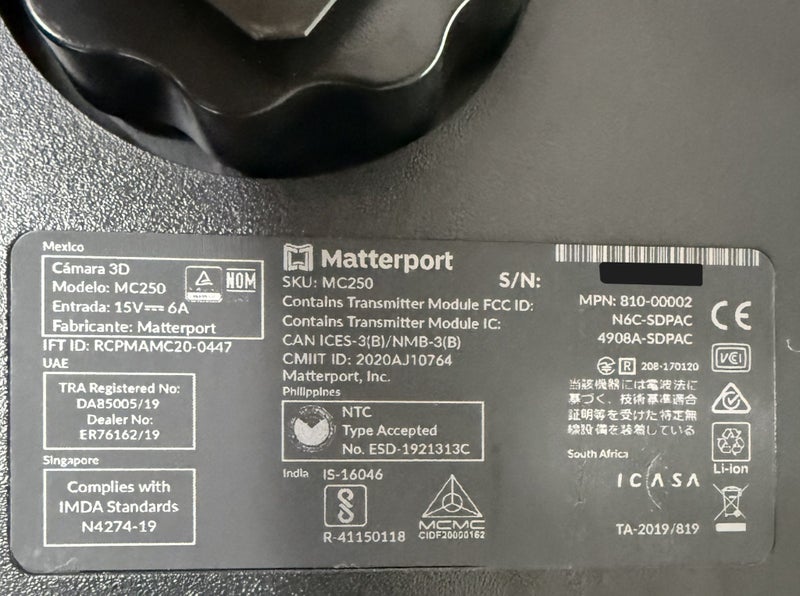 Mexico
Cámara 3D
Modelo: MC250
Entrada: 15V⎓ 6A
Fabricante: Matterport
NOM
IFT ID: RCPMAMC20-0447
UAE
TRA Registered No:
DA85005/19
Dealer No:
ER76162/19
Singapore
Complies with
IMDA Standards
N4274-19
Matterport
SKU: MC250
S/N:
MPN: 810-00002
Contains Transmitter Module FCC ID: N6C-SDPAC
Contains Transmitter Module IC: 4908A-SDPAC
CAN ICES-3(B)/NMB-3(B)
CMIIT ID: 2020AJ10764
Matterport, Inc.
Philippines
NTC
Type Accepted
No. ESD-1921313C
India
IS-16046
R-41150118
MCMC
CIDF20000162
CE
R 208-170120
当該機器には電波法に
基づく、技術基準適合
証明等を受けた特定無
線設備を装着している
VCI
South Africa
ICASA
TA-2019/819
Li-ion